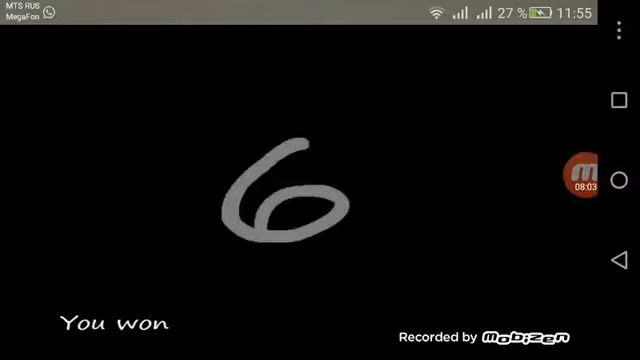 MTS RUS
MegaFon
27 % 11:55
6
08:03
You won
Recorded by mobizen